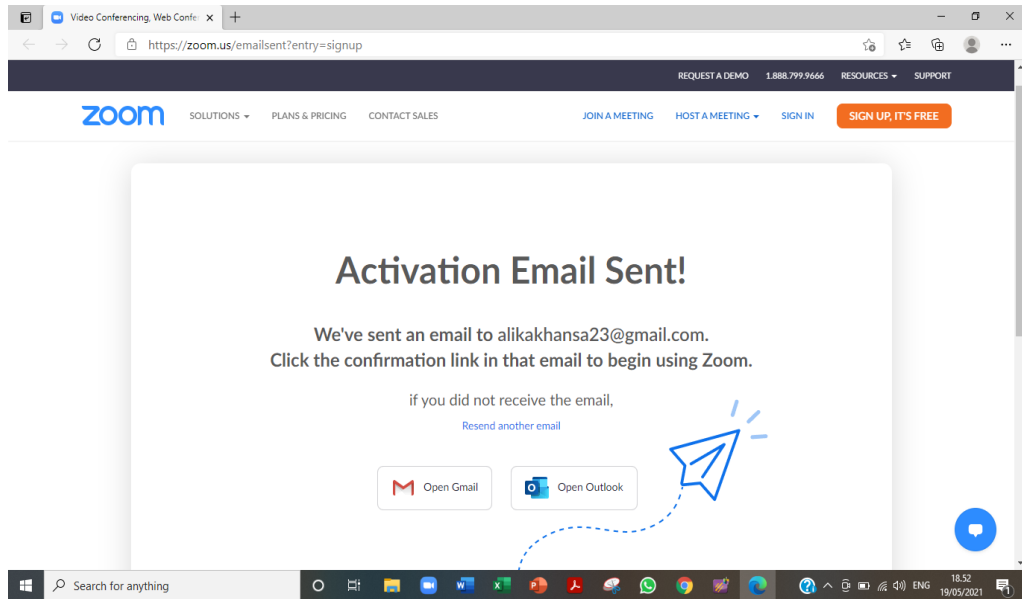 Video Conferencing, Web Confer
https://zoom.us/emailsent?entry=signup
REQUEST A DEMO 1.888.799.9666 RESOURCES SUPPORT
zoom SOLUTIONS PLANS & PRICING CONTACT SALES JOIN A MEETING HOST A MEETING SIGN IN SIGN UP, IT'S FREE
Activation Email Sent!
We've sent an email to alikakhansa23@gmail.com.
Click the confirmation link in that email to begin using Zoom.
if you did not receive the email,
Resend another email
Open Gmail Open Outlook
Search for anything ENG 18.52
19/05/2021